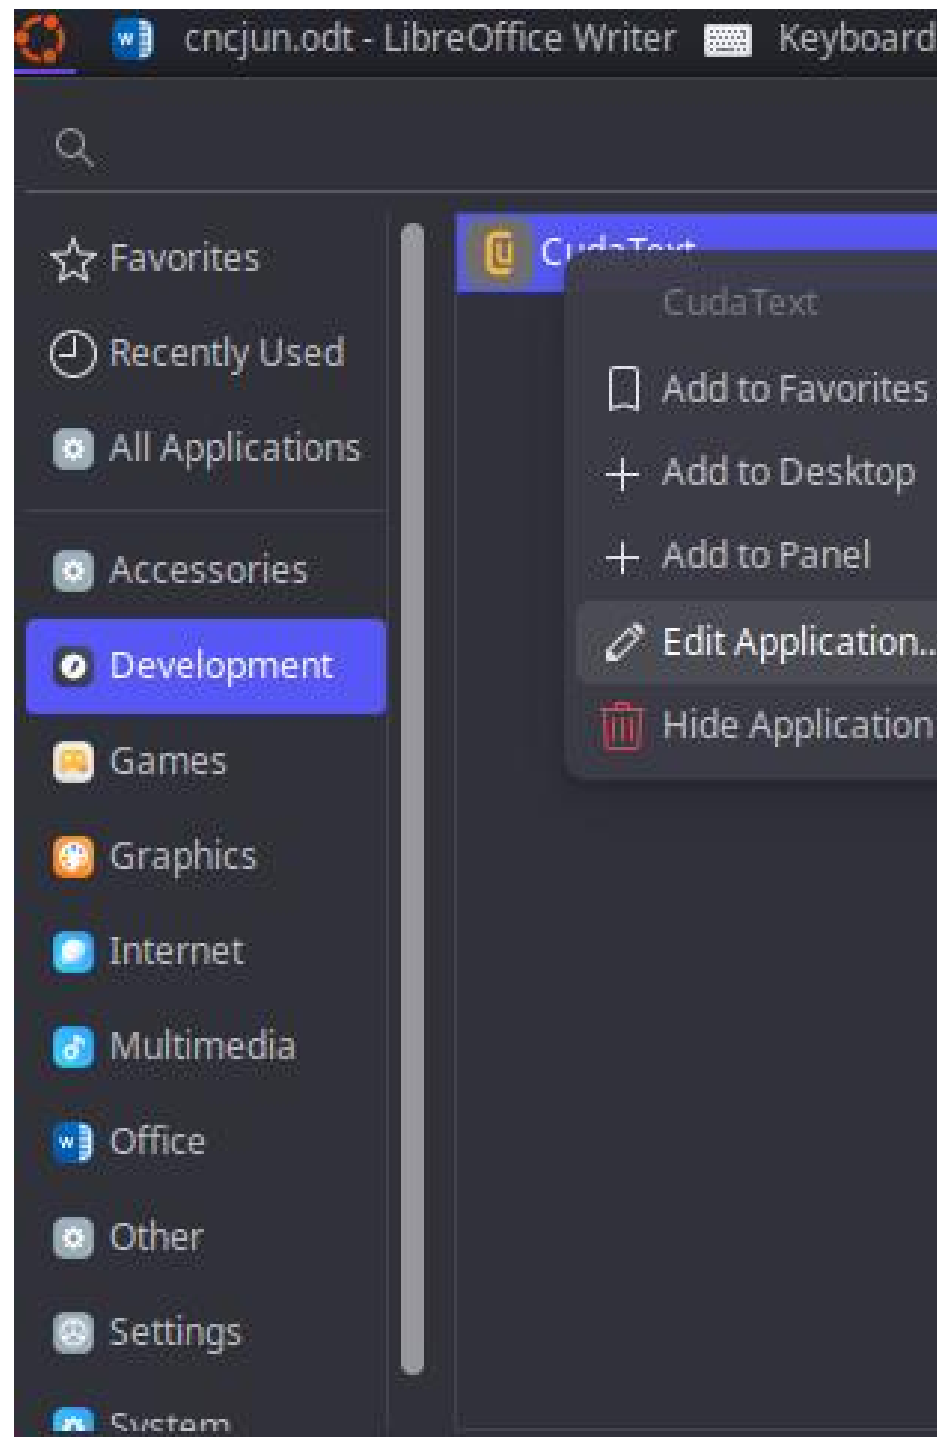 cncjun.odt - LibreOffice Writer Keyboard
Favorites
Recently Used
All Applications
Accessories
Development
Games
Graphics
Internet
Multimedia
Office
Other
Settings
System
CudaText
CudaText
Add to Favorites
Add to Desktop
Add to Panel
Edit Application...
Hide Application